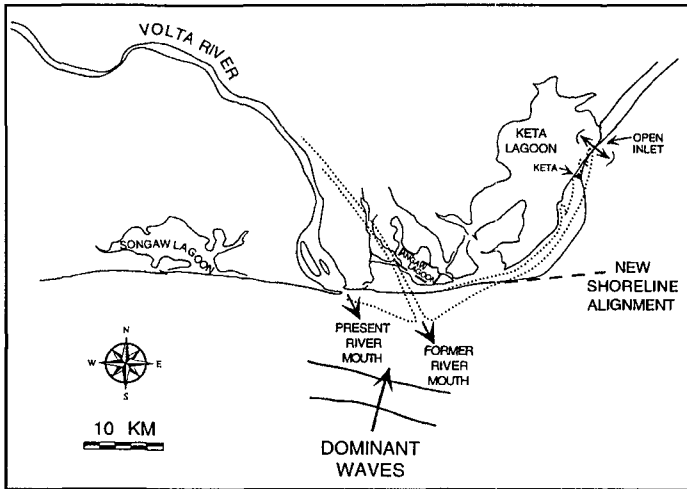 VOLTA RIVER
KETA
LAGOON
OPEN
INLET
KETA
SONGAW LAGOON
LAGOON
NEW
SHORELINE
ALIGNMENT
PRESENT
RIVER
MOUTH
FORMER
RIVER
MOUTH
N
W
E
S
10 KM
DOMINANT
WAVES